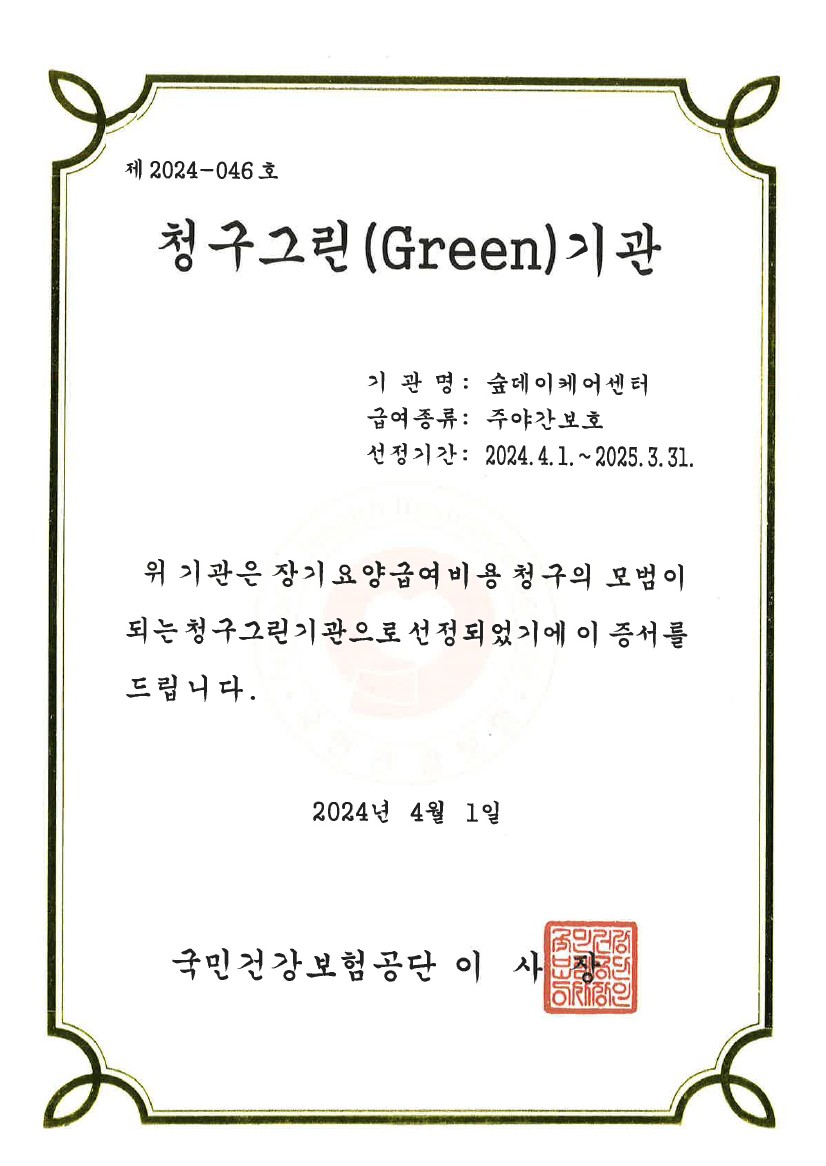 제 2024-046 호
청구그린(Green)기관
기 관 명 : 숲데이케어센터
급여종류 : 주야간보호
선정기간 : 2024. 4. 1. ~ 2025. 3. 31.
위 기관은 장기요양급여비용 청구의 모범이
되는 청구그린기관으로 선정되었기에 이 증서를
드립니다.
2024년 4월 1일
국민건강보험공단 이 사 장